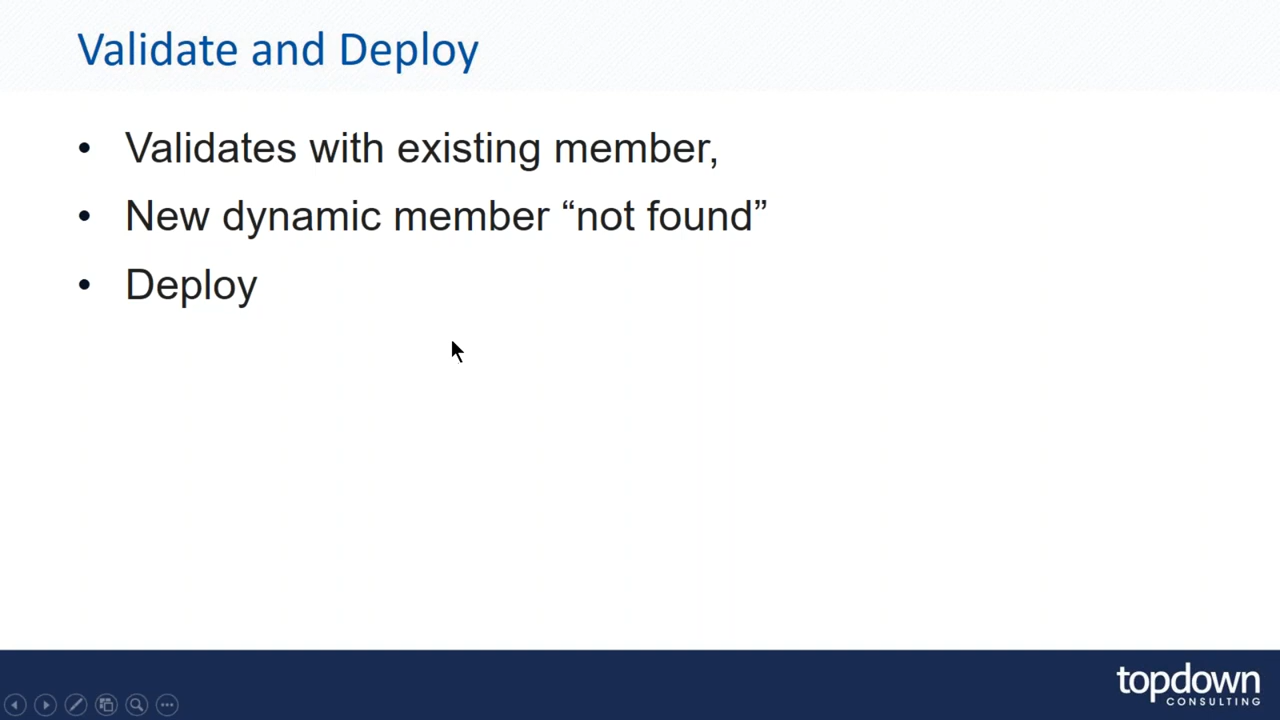 Validate and Deploy
• Validates with existing member,
• New dynamic member “not found”
• Deploy
topdown
CONSULTING